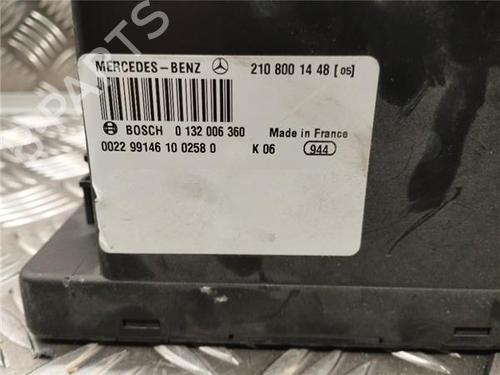 PARTS
MERCEDES-BENZ 210 800 14 48 [05]
BOSCH 0 132 006 360 Made in France
0022 99146 10 0258 0 K 06 944